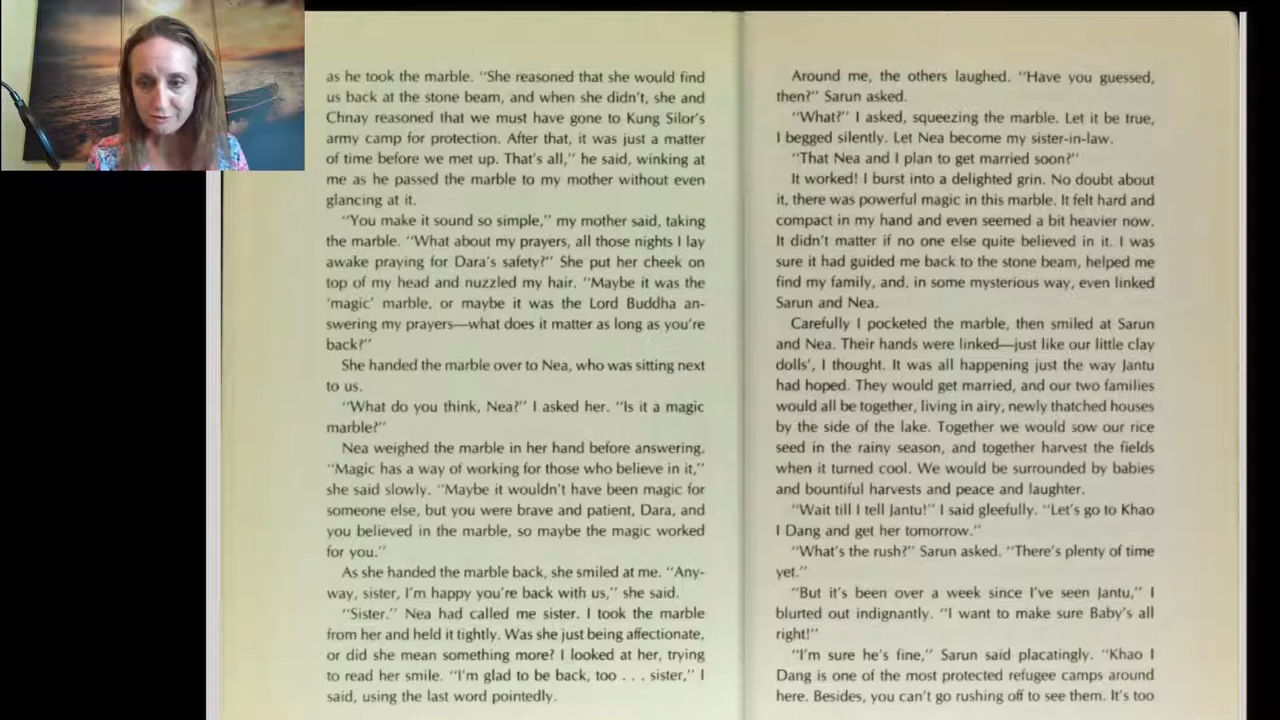 as he took the marble. "She reasoned that she would find
us back at the stone beam, and when she didn't, she and
Chnay reasoned that we must have gone to Kung Silor's
army camp for protection. After that, it was just a matter
of time before we met up. That's all," he said, winking at
me as he passed the marble to my mother without even
glancing at it.
"You make it sound so simple," my mother said, taking
the marble. "What about my prayers, all those nights I lay
awake praying for Dara's safety?" She put her cheek on
top of my head and nuzzled my hair. "Maybe it was the
'magic' marble, or maybe it was the Lord Buddha an-
swering my prayers—what does it matter as long as you're
back?"
She handed the marble over to Nea, who was sitting next
to us.
"What do you think, Nea?" I asked her. "Is it a magic
marble?"
Nea weighed the marble in her hand before answering.
"Magic has a way of working for those who believe in it,"
she said slowly. "Maybe it wouldn't have been magic for
someone else, but you were brave and patient, Dara, and
you believed in the marble, so maybe the magic worked
for you."
As she handed the marble back, she smiled at me. "Any-
way, sister, I'm happy you're back with us," she said.
"Sister." Nea had called me sister. I took the marble
from her and held it tightly. Was she just being affectionate,
or did she mean something more? I looked at her, trying
to read her smile. "I'm glad to be back, too . . . sister," I
said, using the last word pointedly.
Around me, the others laughed. "Have you guessed,
then?" Sarun asked.
"What?" I asked, squeezing the marble. Let it be true,
I begged silently. Let Nea become my sister-in-law.
"That Nea and I plan to get married soon?"
It worked! I burst into a delighted grin. No doubt about
it, there was powerful magic in this marble. It felt hard and
compact in my hand and even seemed a bit heavier now.
It didn't matter if no one else quite believed in it. I was
sure it had guided me back to the stone beam, helped me
find my family, and, in some mysterious way, even linked
Sarun and Nea.
Carefully I pocketed the marble, then smiled at Sarun
and Nea. Their hands were linked—just like our little clay
dolls', I thought. It was all happening just the way Jantu
had hoped. They would get married, and our two families
would all be together, living in airy, newly thatched houses
by the side of the lake. Together we would sow our rice
seed in the rainy season, and together harvest the fields
when it turned cool. We would be surrounded by babies
and bountiful harvests and peace and laughter.
"Wait till I tell Jantu!" I said gleefully. "Let's go to Khao
I Dang and get her tomorrow."
"What's the rush?" Sarun asked. "There's plenty of time
yet."
"But it's been over a week since I've seen Jantu," I
blurted out indignantly. "I want to make sure Baby's all
right!"
"I'm sure he's fine," Sarun said placatingly. "Khao I
Dang is one of the most protected refugee camps around
here. Besides, you can't go rushing off to see them. It's too